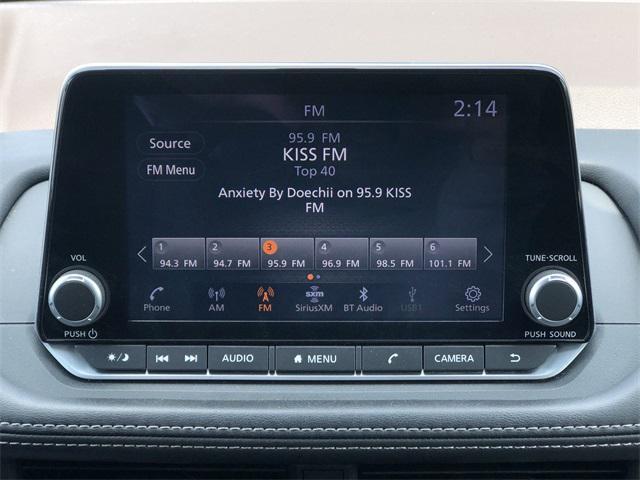 FM
2:14
Source
95.9 FM
KISS FM
FM Menu
Top 40
Anxiety By Doechii on 95.9 KISS
FM
1 2 3 4 5 6
94.3 FM 94.7 FM 95.9 FM 96.9 FM 98.5 FM 101.1 FM
VOL
TUNE-SCROLL
sxm
Phone AM FM SiriusXM BT Audio USB1 Settings
PUSH
PUSH SOUND
AUDIO
MENU
CAMERA